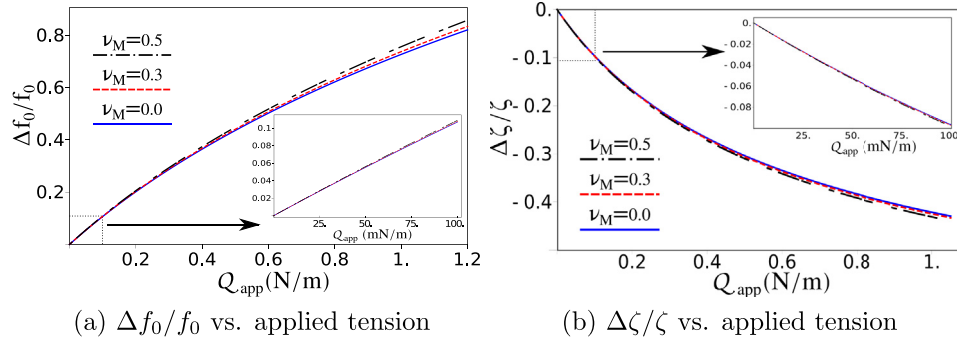 0.8
0.6
0.4
0.2
Δf₀/f₀
ν_M=0.5
ν_M=0.3
ν_M=0.0
0.1
0.08
0.06
0.04
0.02
25. 50. 75. 100.
Q_app (mN/m)
0.2 0.4 0.6 0.8 1. 1.2
Q_app(N/m)
(a) Δf₀/f₀ vs. applied tension
0.
- 0.1
- 0.2
- 0.3
- 0.4
Δζ/ζ
0.
- 0.02
- 0.04
- 0.06
- 0.08
25. 50. 75. 100.
Q_app (mN/m)
ν_M=0.5
ν_M=0.3
ν_M=0.0
0.2 0.4 0.6 0.8 1.
Q_app(N/m)
(b) Δζ/ζ vs. applied tension